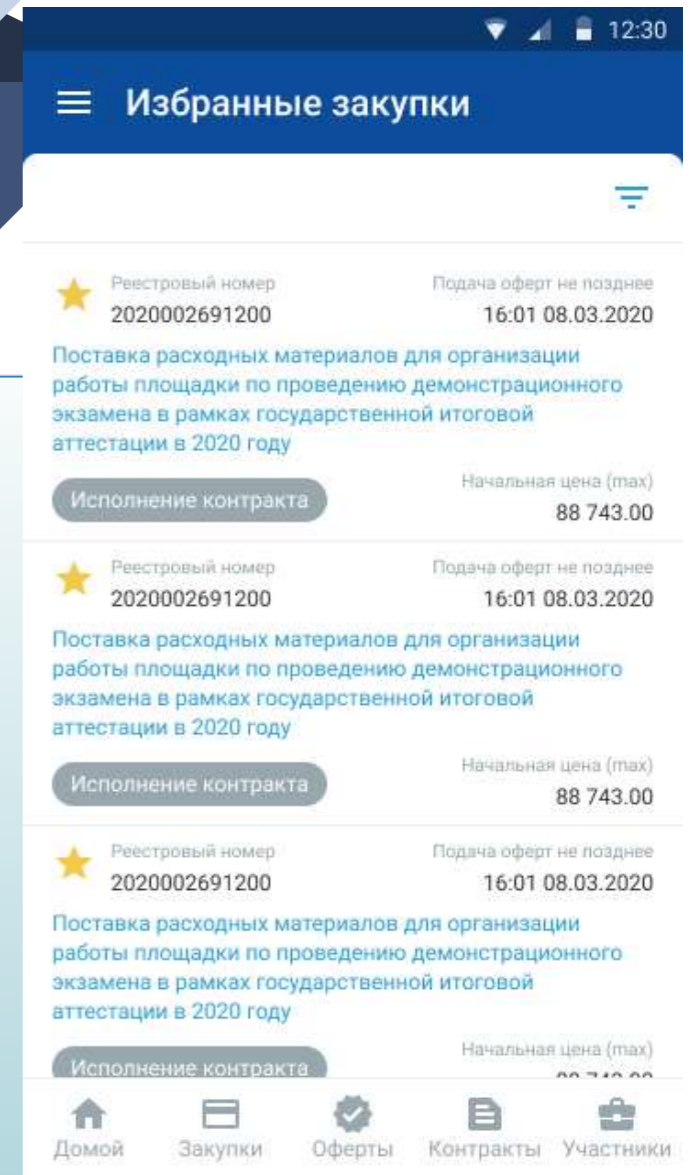 12:30
Избранные закупки
Реестровый номер
Подача оферт не позднее
2020002691200
16:01 08.03.2020
Поставка расходных материалов для организации
работы площадки по проведению демонстрационного
экзамена в рамках государственной итоговой
аттестации в 2020 году
Начальная цена (max)
Исполнение контракта
88 743.00
Реестровый номер
Подача оферт не позднее
2020002691200
16:01 08.03.2020
Поставка расходных материалов для организации
работы площадки по проведению демонстрационного
экзамена в рамках государственной итоговой
аттестации в 2020 году
Начальная цена (max)
Исполнение контракта
88 743.00
Реестровый номер
Подача оферт не позднее
2020002691200
16:01 08.03.2020
Поставка расходных материалов для организации
работы площадки по проведению демонстрационного
экзамена в рамках государственной итоговой
аттестации в 2020 году
Начальная цена (max)
Исполнение контракта
Домой
Закупки
Оферты
Контракты
Участники